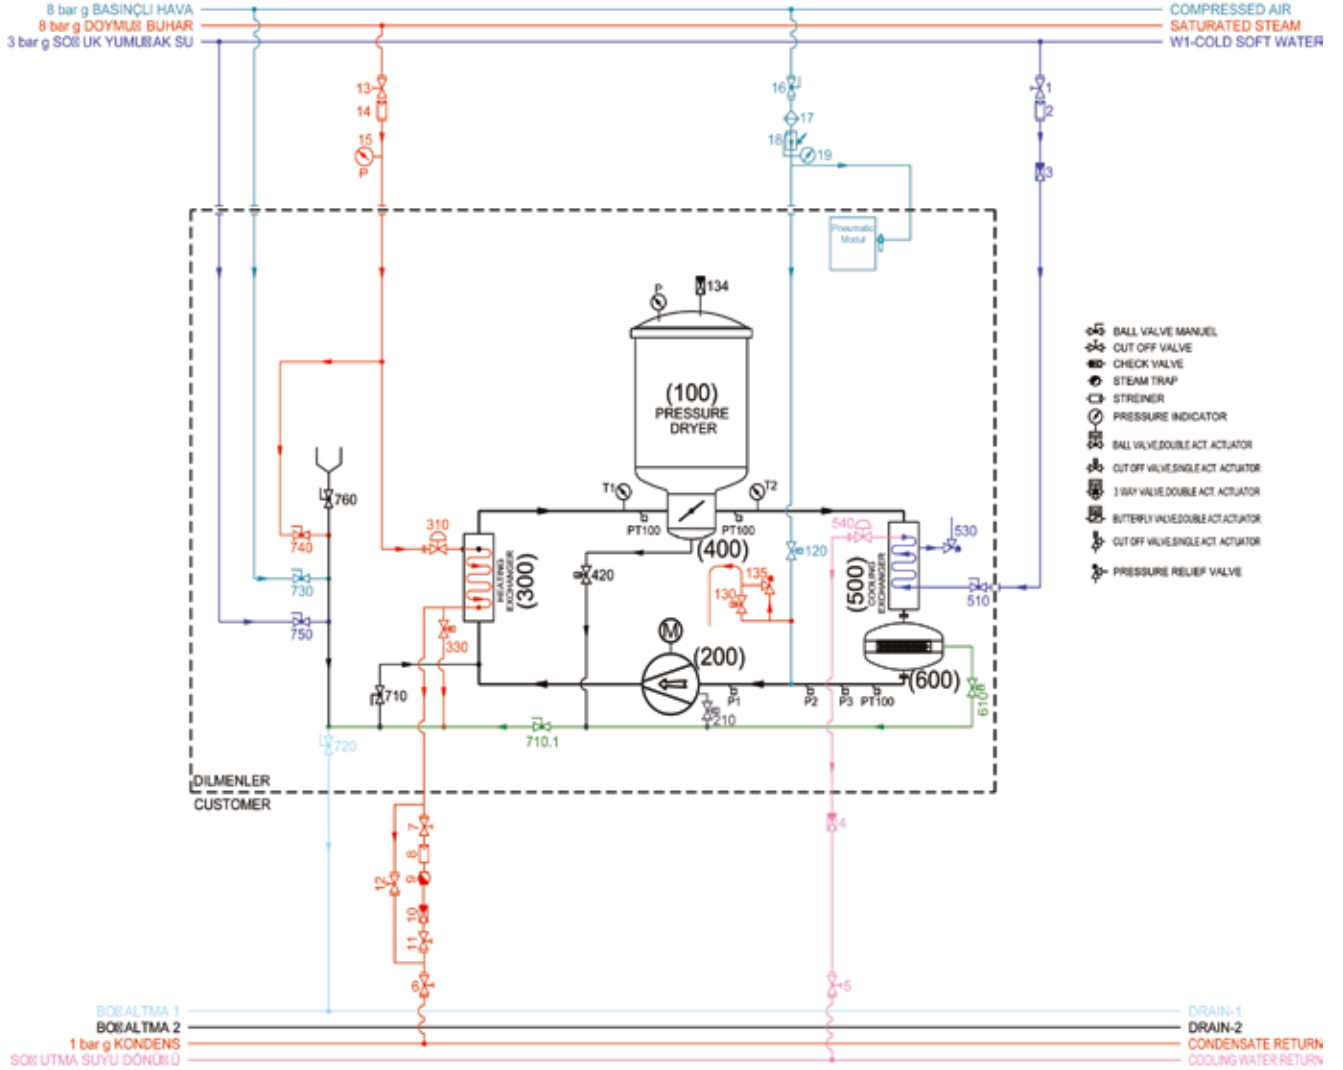 8 bar g BASINÇLI HAVA
COMPRESSED AIR
8 bar g DOYMU☒ BUHAR
SATURATED STEAM
3 bar g SO☒ UK YUMU☒AK SU
W1-COLD SOFT WATER
13
16
1
14
17
2
15
18
19
3
P
Pneumatic
Modul
134
P
BALL VALVE MANUEL
CUT OFF VALVE
CHECK VALVE
STEAM TRAP
STREINER
PRESSURE INDICATOR
BALL VALVE,DOUBLE ACT. ACTUATOR
CUT OFF VALVE,SINGLE ACT. ACTUATOR
3 WAY VALVE,DOUBLE ACT. ACTUATOR
BUTTERFLY VALVE,DOUBLE ACT.ACTUATOR
CUT OFF VALVE,SINGLE ACT. ACTUATOR
PRESSURE RELIEF VALVE
(100)
PRESSURE
DRYER
T1
T2
760
310
PT100
PT100
540
530
740
(400)
120
HEATING
EXCHANGER
(300)
420
(500)
COOLING
EXCHANGER
730
130
135
510
750
330
M
(200)
(600)
710
P1
P2
P3
PT100
210
610
720
710.1
DILMENLER
CUSTOMER
7
4
8
12
9
10
11
6
5
BO☒ALTMA 1
DRAIN-1
BO☒ALTMA 2
DRAIN-2
1 bar g KONDENS
CONDENSATE RETURN
SO☒ UTMA SUYU DÖNÜ☒Ü
COOLING WATER RETURN